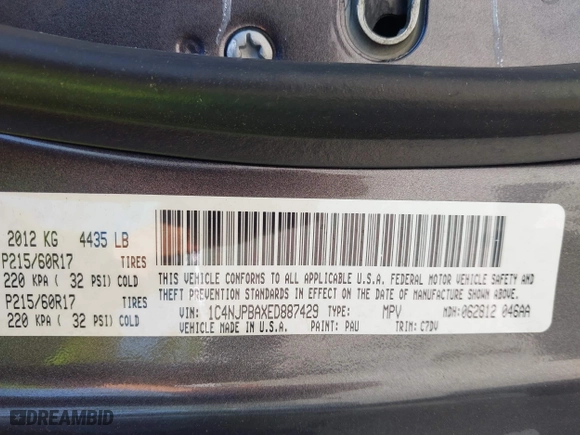 2012 KG 4435 LB
P215/60R17 TIRES
220 KPA ( 32 PSI) COLD
P215/60R17 TIRES
220 KPA ( 32 PSI) COLD
THIS VEHICLE CONFORMS TO ALL APPLICABLE U.S.A. FEDERAL MOTOR VEHICLE SAFETY AND
THEFT PREVENTION STANDARDS IN EFFECT ON THE DATE OF MANUFACTURE SHOWN ABOVE.
VIN: 1C4NJPBAXED887429 TYPE: MPV MDH: 062812 046AA
VEHICLE MADE IN U.S.A. PAINT: PAU TRIM: C7DV
DREAMBID